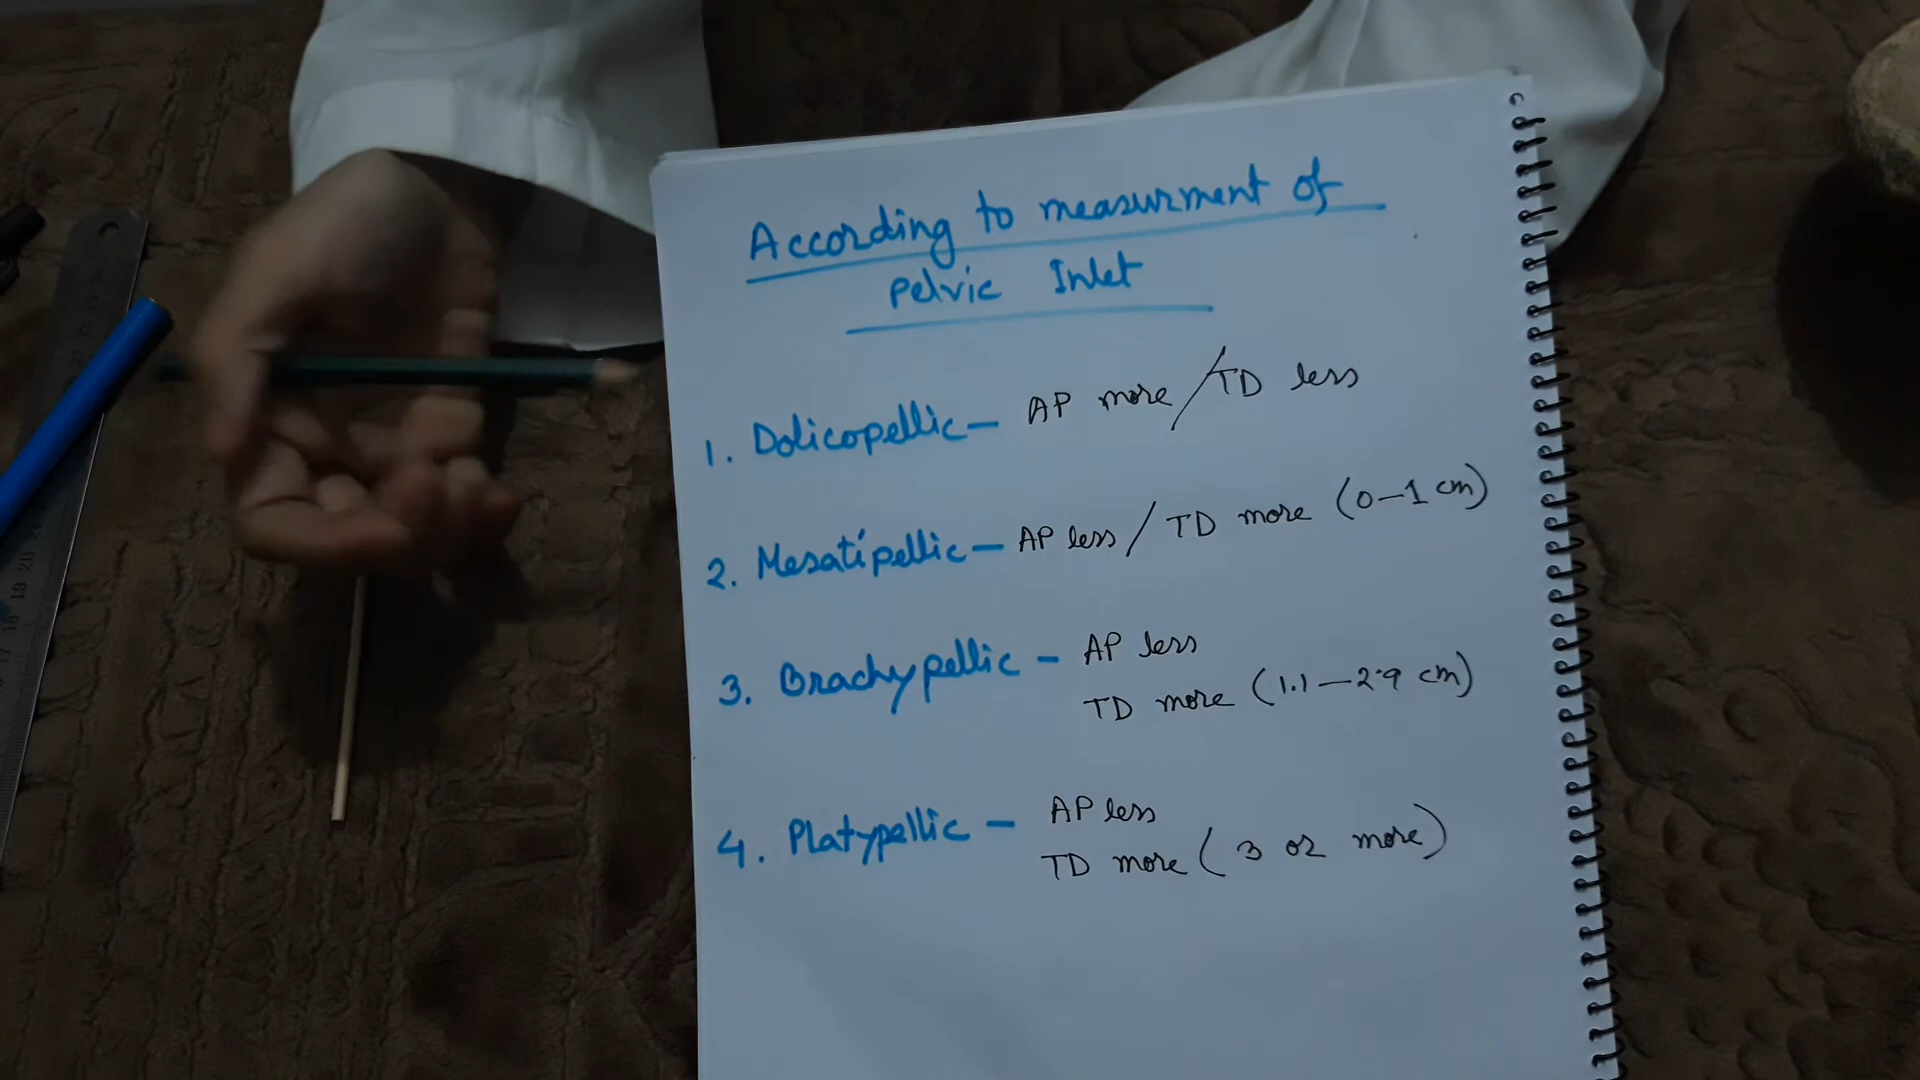 According to measurment of
pelvic Inlet
1. Dolicopellic - AP more / TD less
2. Mesatipellic - AP less / TD more (0-1 cm)
3. Brachypellic - AP less
TD more (1.1-2.9 cm)
4. Platypellic - AP less
TD more (3 or more)